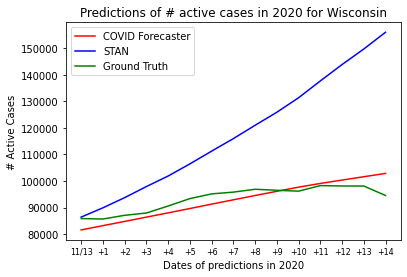 Predictions of # active cases in 2020 for Wisconsin
COVID Forecaster
STAN
Ground Truth
# Active Cases
150000
140000
130000
120000
110000
100000
90000
80000
11/13 +1 +2 +3 +4 +5 +6 +7 +8 +9 +10 +11 +12 +13 +14
Dates of predictions in 2020